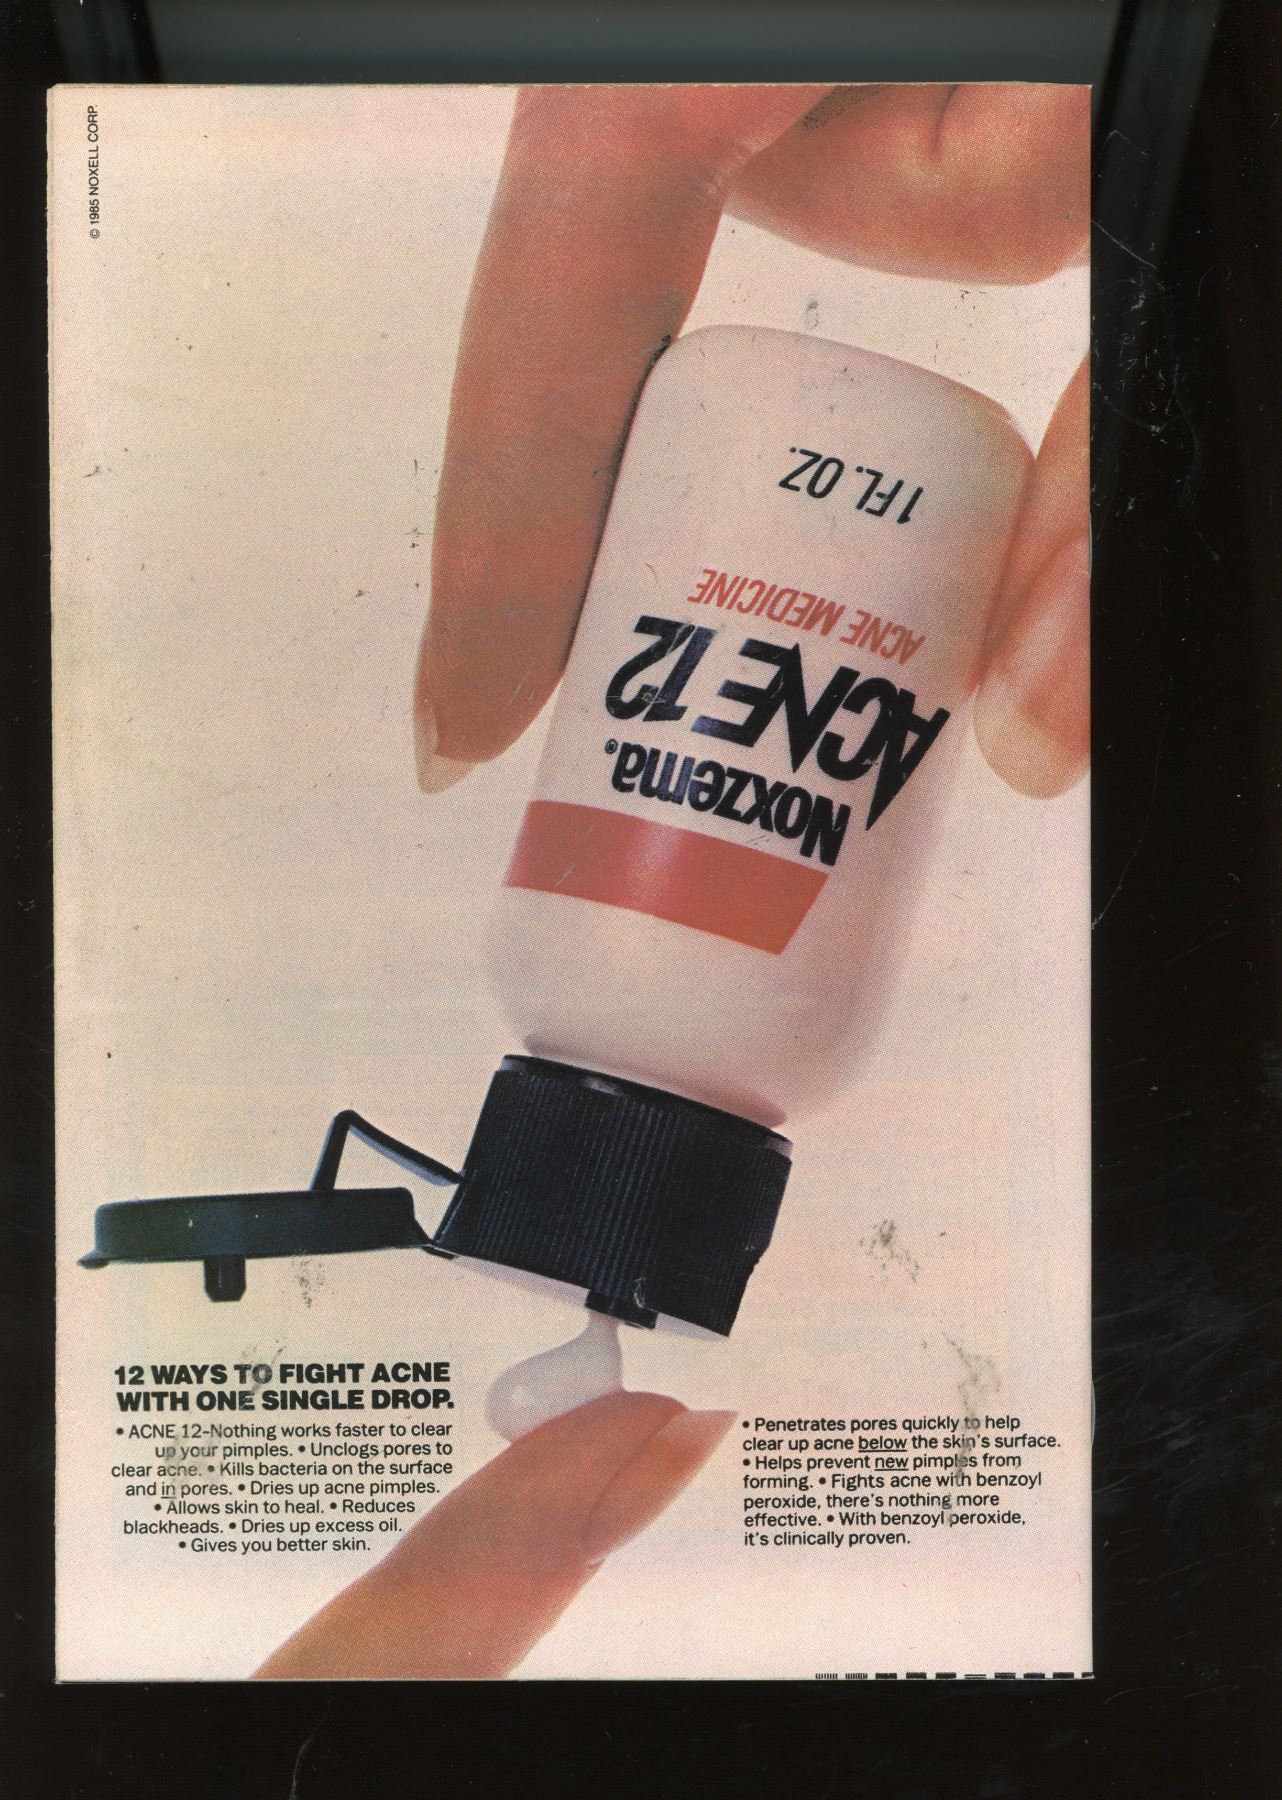 © 1985 NOXELL CORP.
1 FL. OZ.
ACNE MEDICINE
ACNE 12
Noxzema®
12 WAYS TO FIGHT ACNE
WITH ONE SINGLE DROP.
• ACNE 12–Nothing works faster to clear
up your pimples. • Unclogs pores to
clear acne. • Kills bacteria on the surface
and in pores. • Dries up acne pimples.
• Allows skin to heal. • Reduces
blackheads. • Dries up excess oil.
• Gives you better skin.
• Penetrates pores quickly to help
clear up acne below the skin's surface.
• Helps prevent new pimples from
forming. • Fights acne with benzoyl
peroxide, there's nothing more
effective. • With benzoyl peroxide,
it's clinically proven.